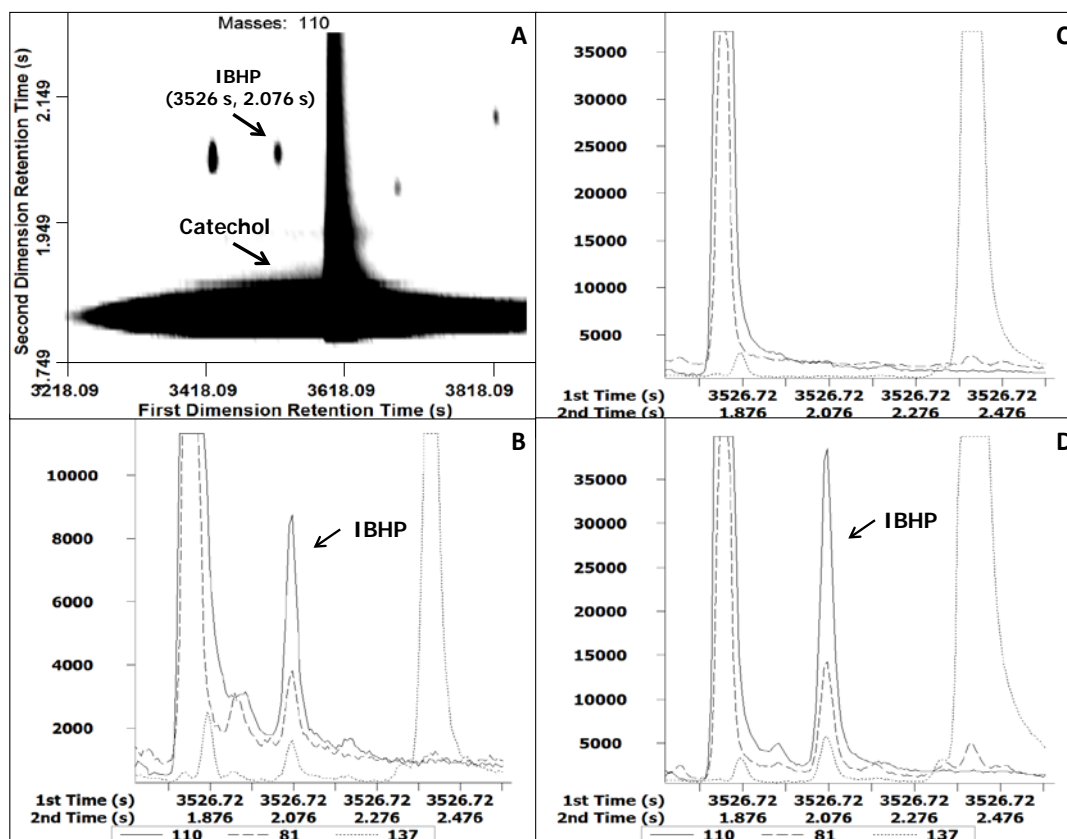 Masses: 110
A
IBHP
(3526 s, 2.076 s)
Catechol
Second Dimension Retention Time (s)
2.149
1.949
.749
3218.09 3418.09 3618.09 3818.09
First Dimension Retention Time (s)
C
35000
30000
25000
20000
15000
10000
5000
1st Time (s) 3526.72 3526.72 3526.72 3526.72
2nd Time (s) 1.876 2.076 2.276 2.476
B
10000
8000
6000
4000
2000
IBHP
1st Time (s) 3526.72 3526.72 3526.72 3526.72
2nd Time (s) 1.876 2.076 2.276 2.476
110 81 137
D
35000
30000
25000
20000
15000
10000
5000
IBHP
1st Time (s) 3526.72 3526.72 3526.72 3526.72
2nd Time (s) 1.876 2.076 2.276 2.476
110 81 137